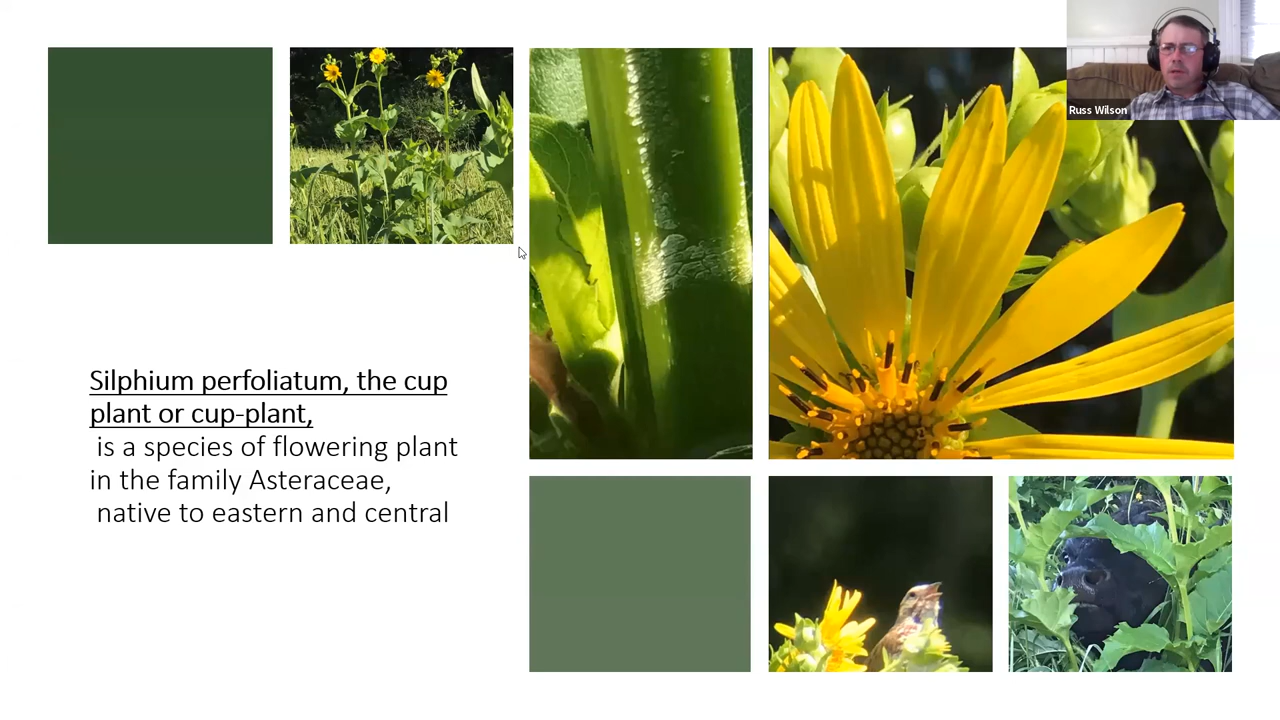 Russ Wilson
Silphium perfoliatum, the cup
plant or cup-plant,
is a species of flowering plant
in the family Asteraceae,
native to eastern and central